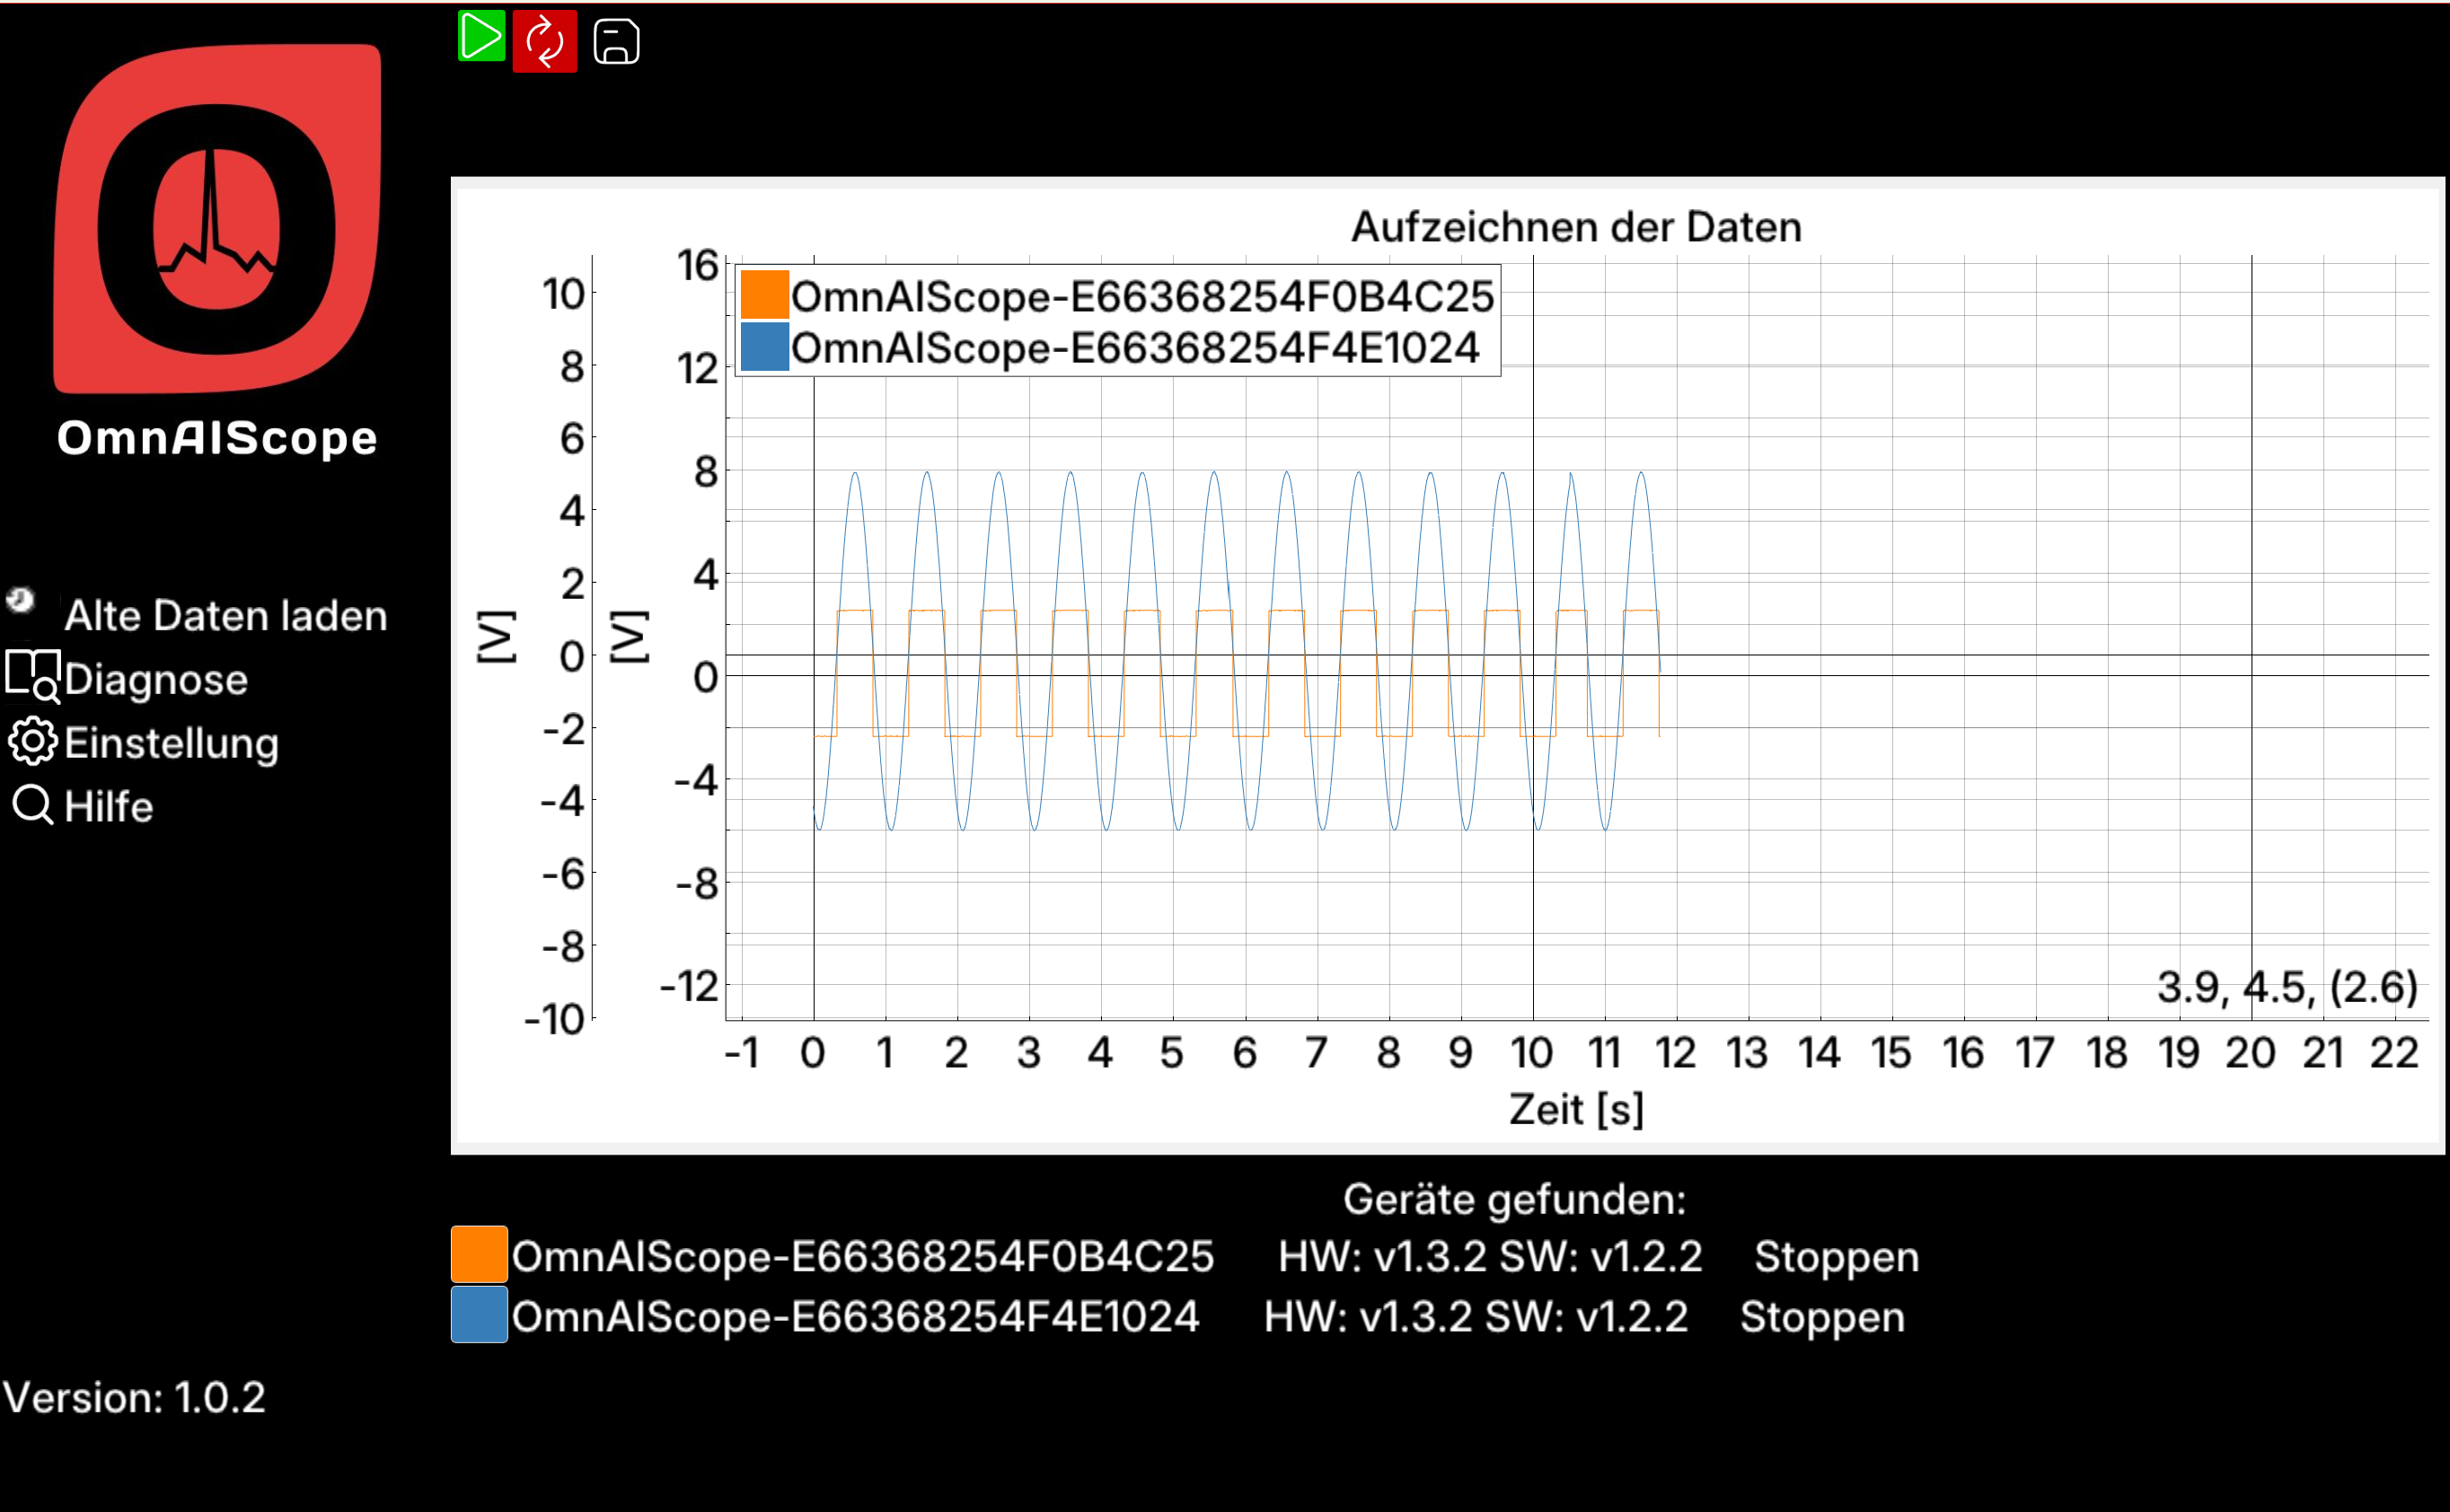 OmnAIScope
Alte Daten laden
Diagnose
Einstellung
Hilfe
Version: 1.0.2
Aufzeichnen der Daten
OmnAIScope-E66368254F0B4C25
OmnAIScope-E66368254F4E1024
[V]
10
8
6
4
2
0
-2
-4
-6
-8
-10
[V]
16
12
8
4
0
-4
-8
-12
3.9, 4.5, (2.6)
-1 0 1 2 3 4 5 6 7 8 9 10 11 12 13 14 15 16 17 18 19 20 21 22
Zeit [s]
Geräte gefunden:
OmnAIScope-E66368254F0B4C25 HW: v1.3.2 SW: v1.2.2 Stoppen
OmnAIScope-E66368254F4E1024 HW: v1.3.2 SW: v1.2.2 Stoppen